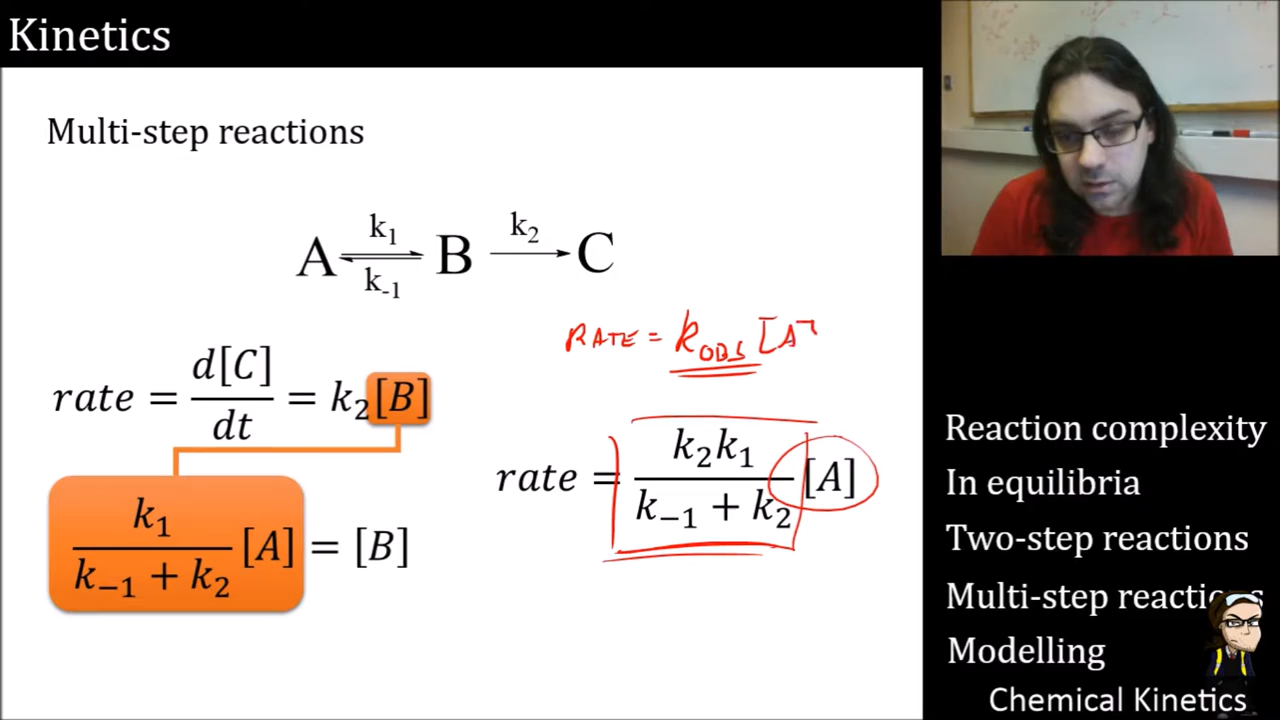 Kinetics
Multi-step reactions
A ⇌ B → C
k₁
k₋₁
k₂
RATE = k_OBS [A]
rate = d[C]/dt = k₂[B]
k₁/(k₋₁ + k₂) [A] = [B]
rate = k₂k₁/(k₋₁ + k₂) [A]
Reaction complexity
In equilibria
Two-step reactions
Multi-step reactions
Modelling
Chemical Kinetics